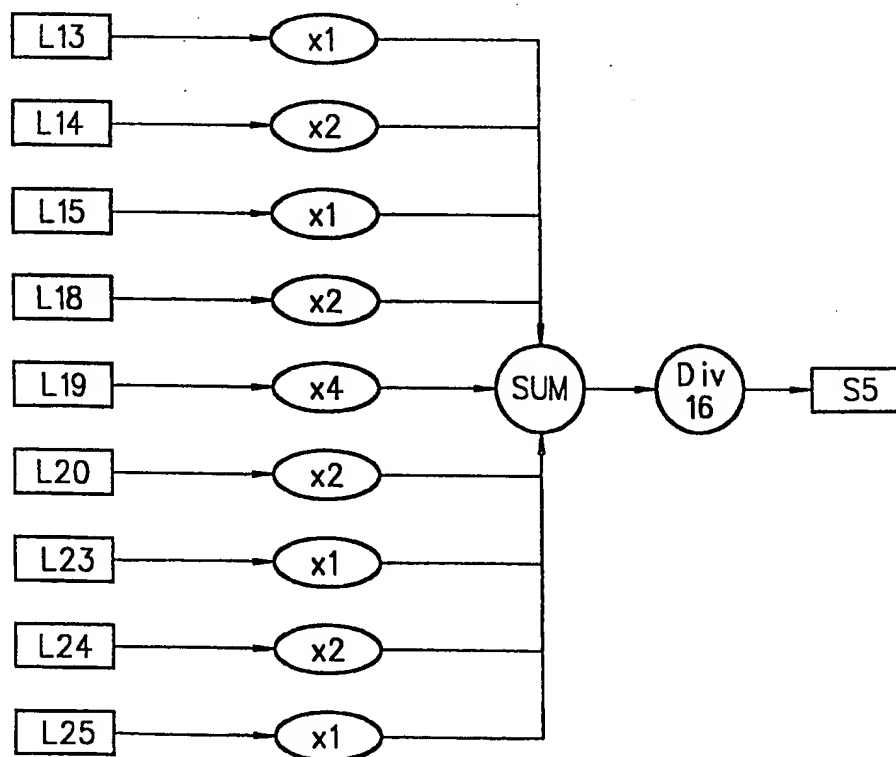 L13 x1
L14 x2
L15 x1
L18 x2
L19 x4 SUM Div 16 S5
L20 x2
L23 x1
L24 x2
L25 x1